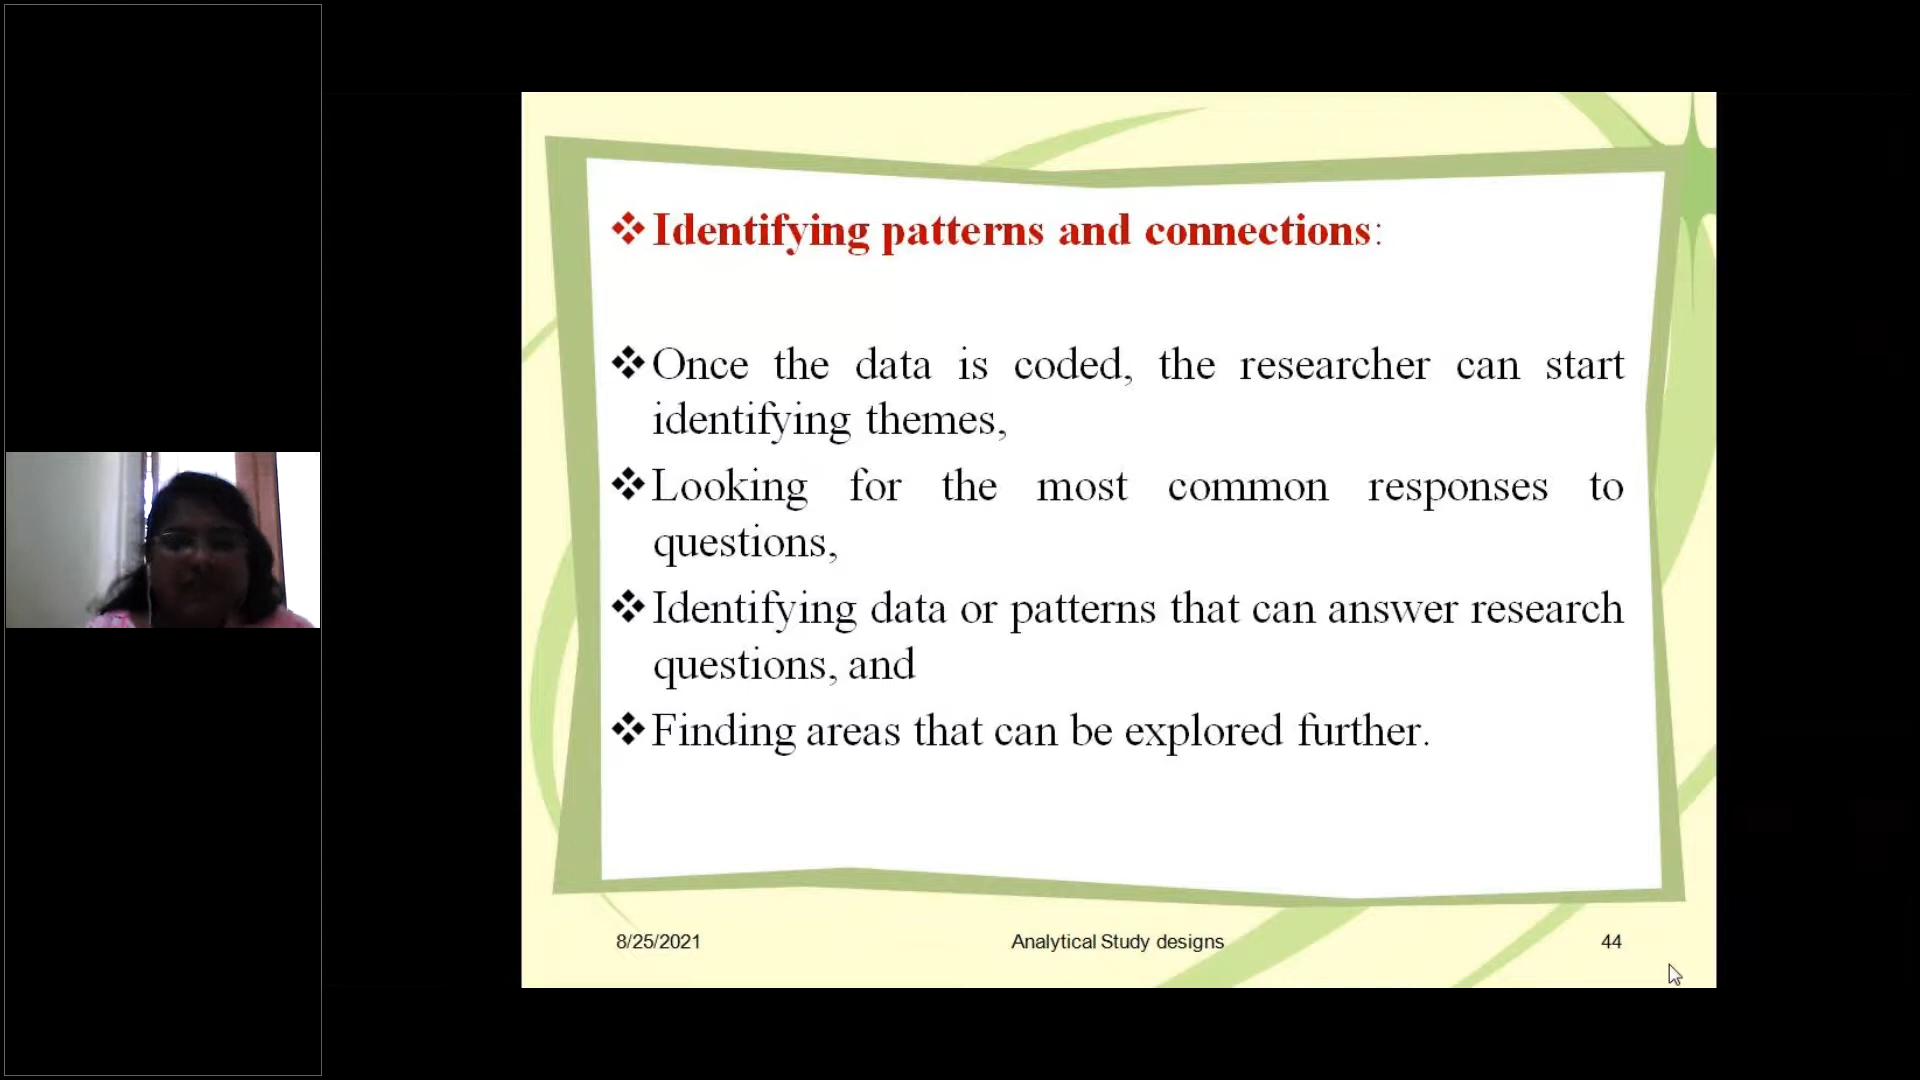 Identifying patterns and connections:
Once the data is coded, the researcher can start
identifying themes,
Looking for the most common responses to
questions,
Identifying data or patterns that can answer research
questions, and
Finding areas that can be explored further.
8/25/2021
Analytical Study designs
44